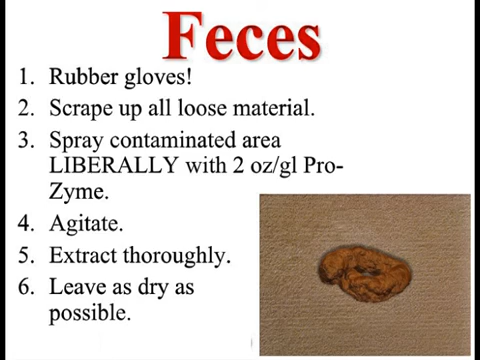 Feces
1. Rubber gloves!
2. Scrape up all loose material.
3. Spray contaminated area
LIBERALLY with 2 oz/gl Pro-
Zyme.
4. Agitate.
5. Extract thoroughly.
6. Leave as dry as
possible.